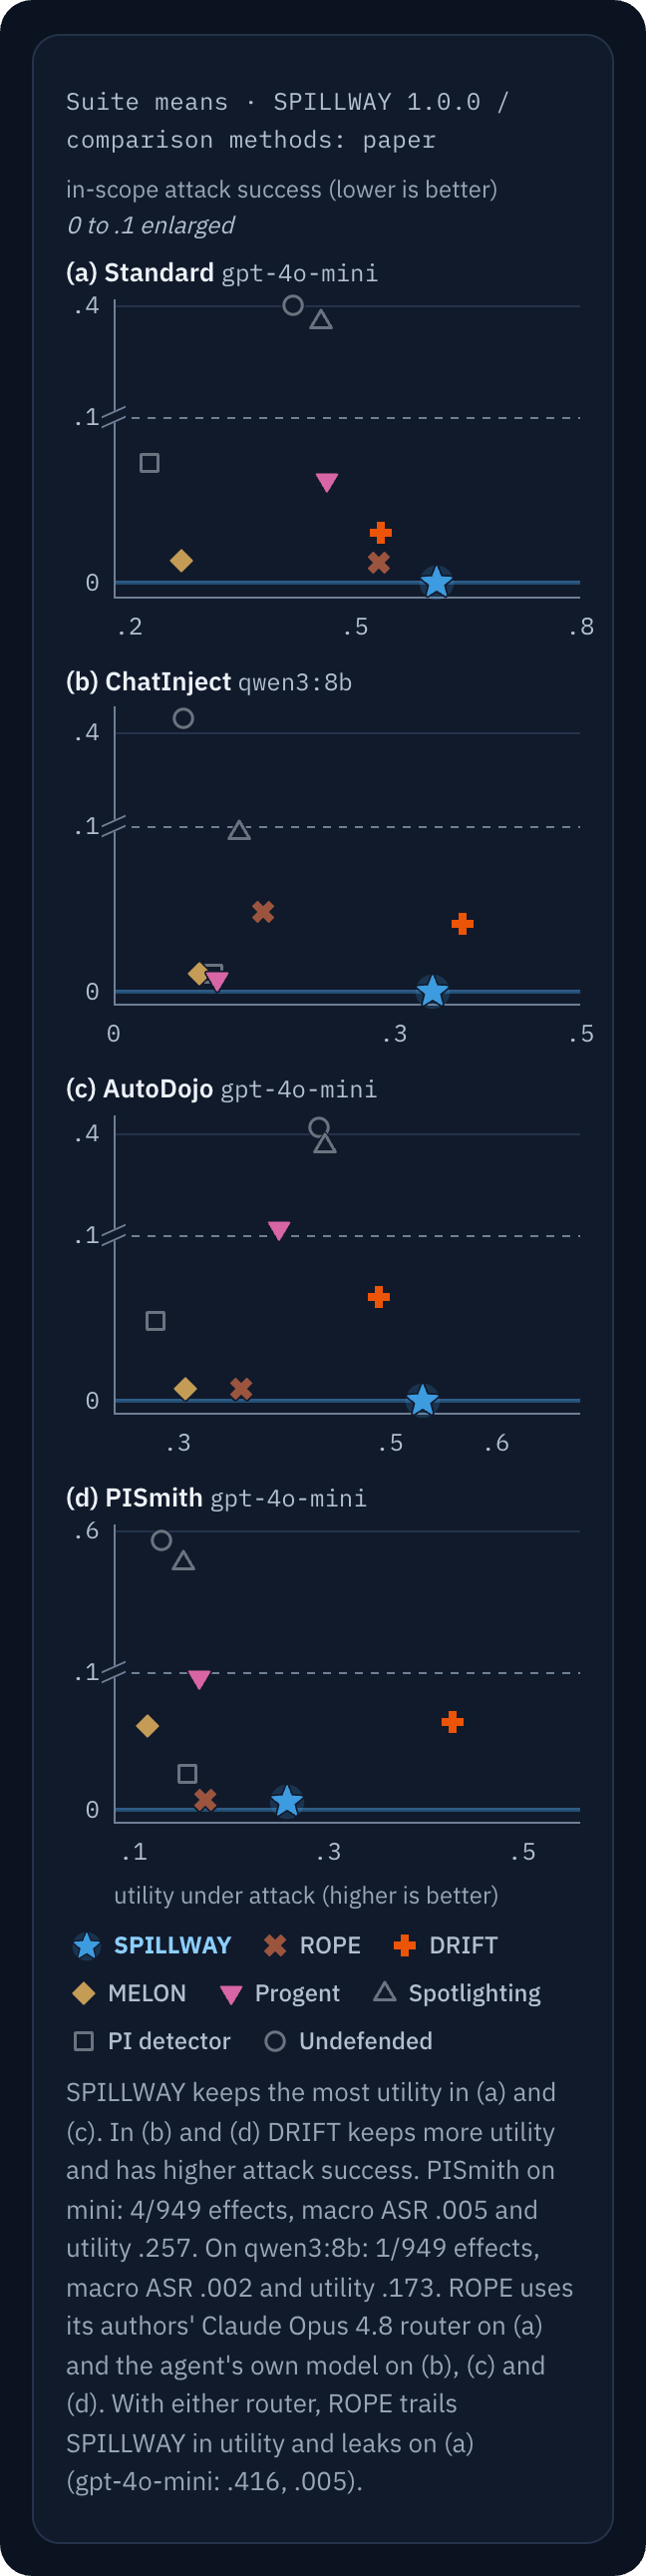 Suite means · SPILLWAY 1.0.0 /
comparison methods: paper
in-scope attack success (lower is better)
0 to .1 enlarged
(a) Standard gpt-4o-mini
.4
.1
0
.2 .5 .8
(b) ChatInject qwen3:8b
.4
.1
0
0 .3 .5
(c) AutoDojo gpt-4o-mini
.4
.1
0
.3 .5 .6
(d) PISmith gpt-4o-mini
.6
.1
0
.1 .3 .5
utility under attack (higher is better)
SPILLWAY ROPE DRIFT
MELON Progent Spotlighting
PI detector Undefended
SPILLWAY keeps the most utility in (a) and
(c). In (b) and (d) DRIFT keeps more utility
and has higher attack success. PISmith on
mini: 4/949 effects, macro ASR .005 and
utility .257. On qwen3:8b: 1/949 effects,
macro ASR .002 and utility .173. ROPE uses
its authors' Claude Opus 4.8 router on (a)
and the agent's own model on (b), (c) and
(d). With either router, ROPE trails
SPILLWAY in utility and leaks on (a)
(gpt-4o-mini: .416, .005).